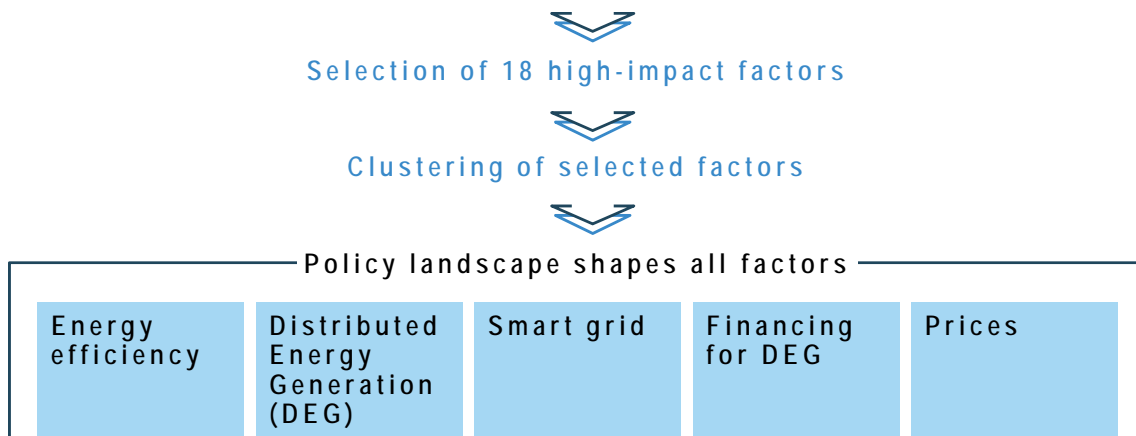 Selection of 18 high-impact factors
Clustering of selected factors
Policy landscape shapes all factors
Energy
efficiency
Distributed
Energy
Generation
(DEG)
Smart grid
Financing
for DEG
Prices